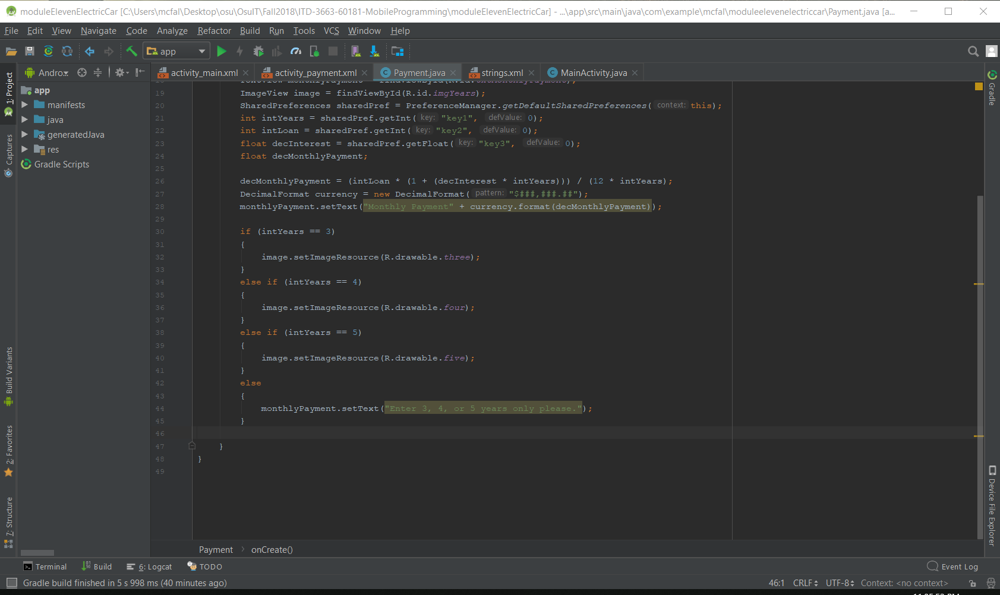 moduleElevenElectricCar [C:\Users\mcfal\Desktop\osu\OsuIT\Fall2018\ITD-3663-60181-MobileProgramming\moduleElevenElectricCar] - ...\app\src\main\java\com\example\mcfal\moduleelevenelectriccar\Payment.java [a...
File Edit View Navigate Code Analyze Refactor Build Run Tools VCS Window Help
app
Andro..
activity_main.xml
activity_payment.xml
Payment.java
strings.xml
MainActivity.java
1: Project
Captures
Build Variants
2: Favorites
7: Structure
app
manifests
java
generatedJava
res
Gradle Scripts
19 ImageView image = findViewById(R.id.imgYears);
20 SharedPreferences sharedPref = PreferenceManager.getDefaultSharedPreferences( context: this);
21 int intYears = sharedPref.getInt( key: "key1", defValue: 0);
22 int intLoan = sharedPref.getInt( key: "key2", defValue: 0);
23 float decInterest = sharedPref.getFloat( key: "key3", defValue: 0);
24 float decMonthlyPayment;
25
26 decMonthlyPayment = (intLoan * (1 + (decInterest * intYears))) / (12 * intYears);
27 DecimalFormat currency = new DecimalFormat( pattern: "$###,###.##");
28 monthlyPayment.setText("Monthly Payment" + currency.format(decMonthlyPayment));
29
30 if (intYears == 3)
31 {
32 image.setImageResource(R.drawable.three);
33 }
34 else if (intYears == 4)
35 {
36 image.setImageResource(R.drawable.four);
37 }
38 else if (intYears == 5)
39 {
40 image.setImageResource(R.drawable.five);
41 }
42 else
43 {
44 monthlyPayment.setText("Enter 3, 4, or 5 years only please.");
45 }
46
47 }
48 }
49
Gradle
Device File Explorer
Payment > onCreate()
Terminal Build 6: Logcat TODO Event Log
Gradle build finished in 5 s 998 ms (40 minutes ago) 46:1 CRLF UTF-8 Context: <no context>